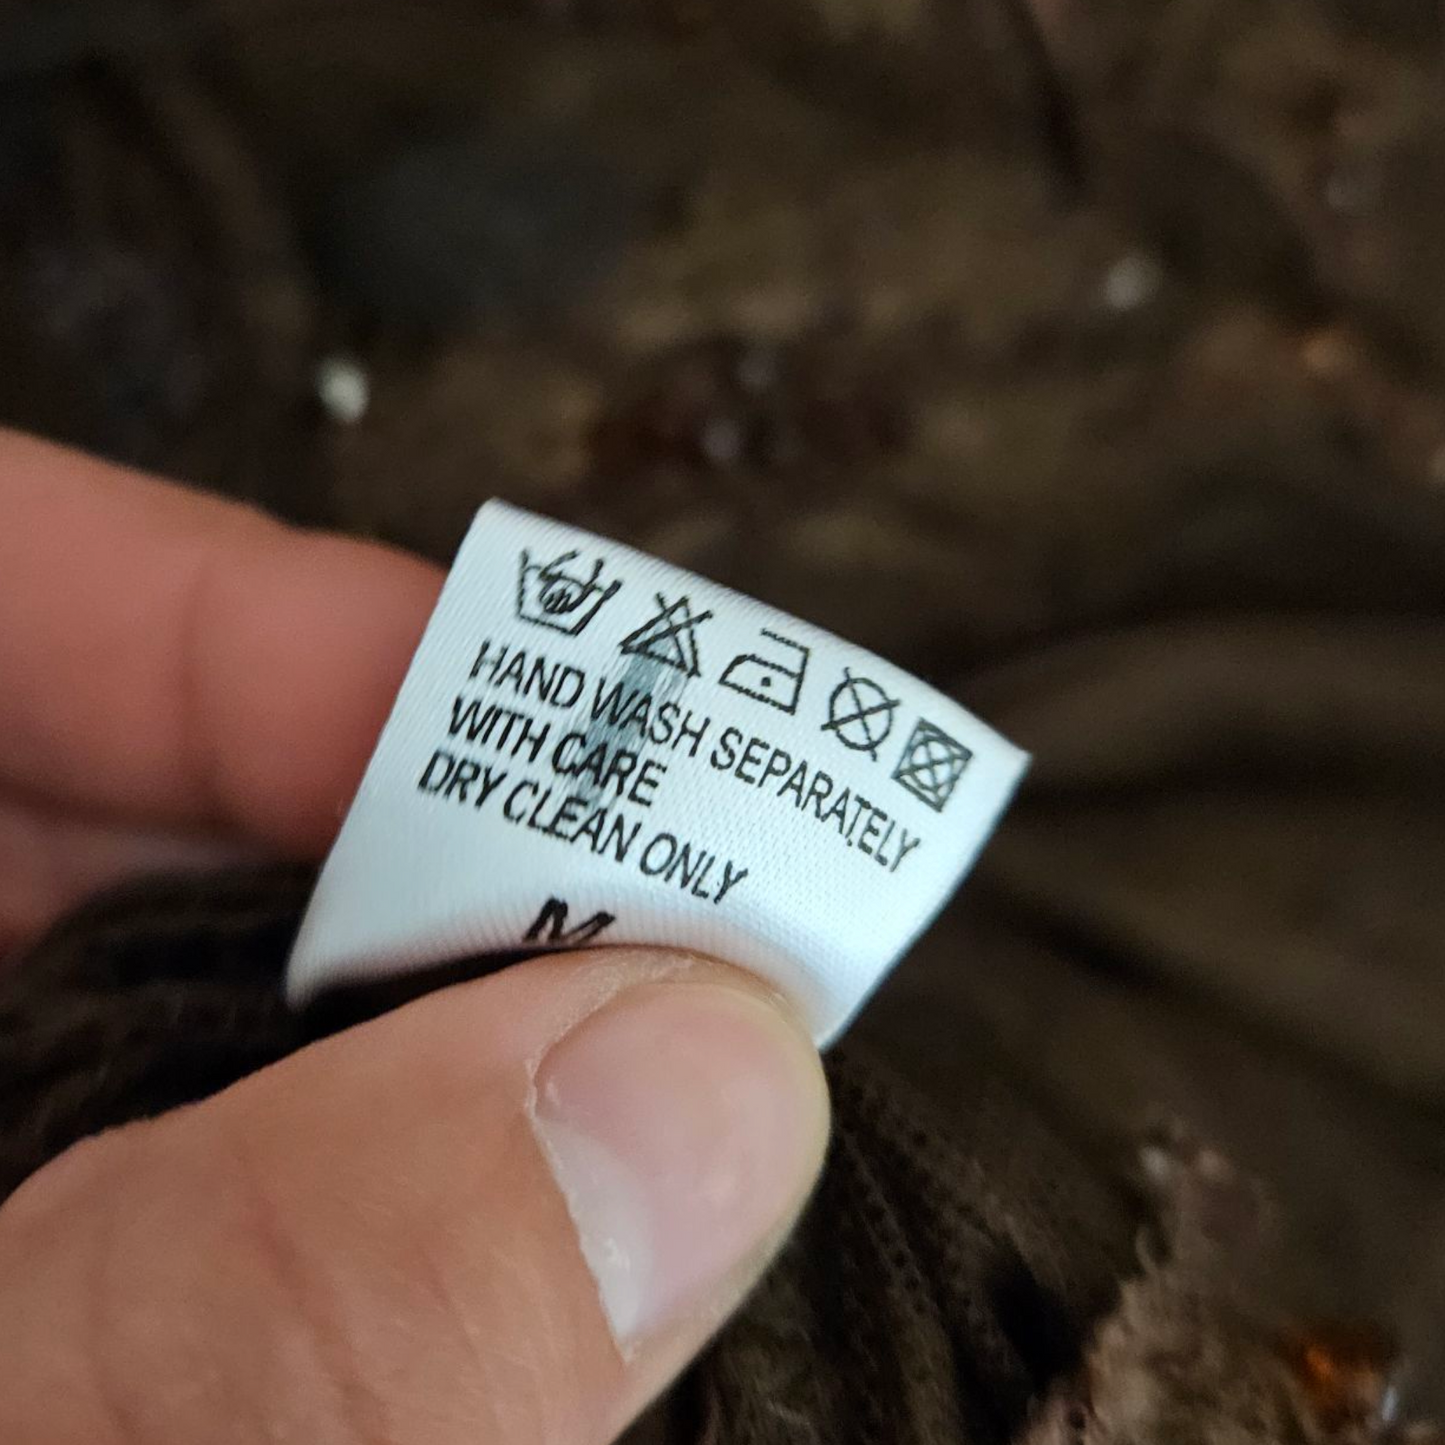 HAND WASH SEPARATELY
WITH CARE
DRY CLEAN ONLY
M